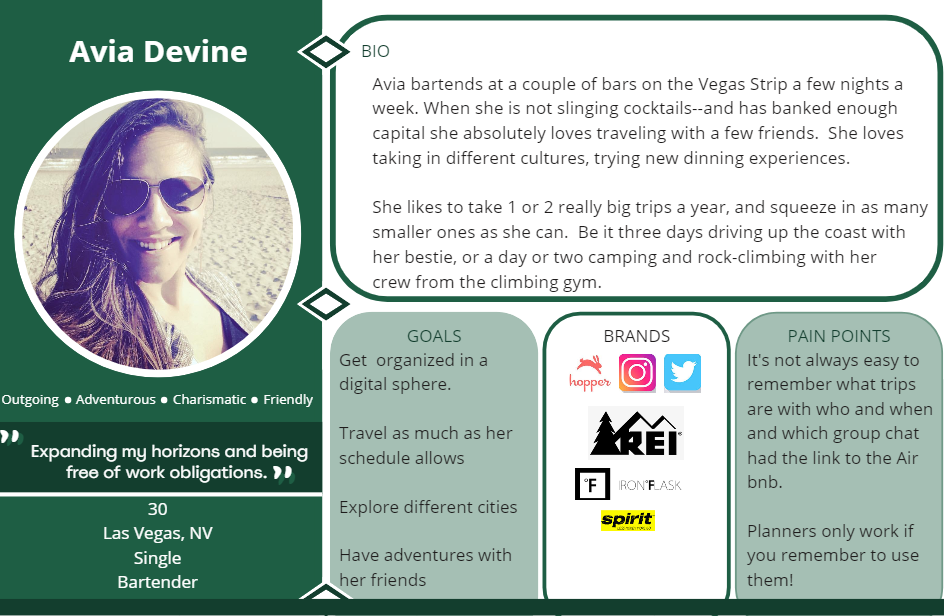 Avia Devine
Outgoing ● Adventurous ● Charismatic ● Friendly
Expanding my horizons and being
free of work obligations.
30
Las Vegas, NV
Single
Bartender
BIO
Avia bartends at a couple of bars on the Vegas Strip a few nights a
week. When she is not slinging cocktails--and has banked enough
capital she absolutely loves traveling with a few friends.  She loves
taking in different cultures, trying new dinning experiences.
She likes to take 1 or 2 really big trips a year, and squeeze in as many
smaller ones as she can.  Be it three days driving up the coast with
her bestie, or a day or two camping and rock-climbing with her
crew from the climbing gym.
GOALS
Get  organized in a
digital sphere.
Travel as much as her
schedule allows
Explore different cities
Have adventures with
her friends
BRANDS
hopper
REI
°F IRON°FLASK
spirit
PAIN POINTS
It's not always easy to
remember what trips
are with who and when
and which group chat
had the link to the Air
bnb.
Planners only work if
you remember to use
them!